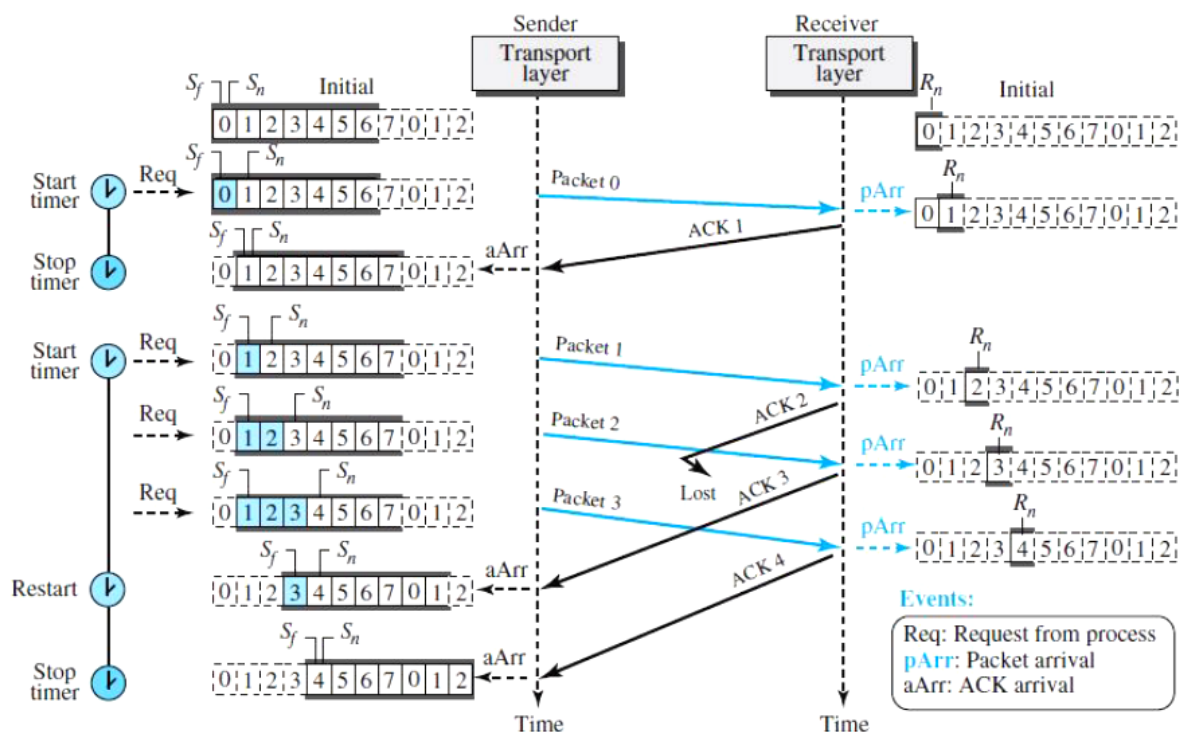 Sender Receiver
Transport layer Transport layer
Sf Sn Initial
0 1 2 3 4 5 6 7 0 1 2
Rn Initial
0 1 2 3 4 5 6 7 0 1 2
Start timer Req
Sf Sn
0 1 2 3 4 5 6 7 0 1 2
Packet 0
pArr
Rn
0 1 2 3 4 5 6 7 0 1 2
ACK 1
Stop timer
Sf Sn
0 1 2 3 4 5 6 7 0 1 2
aArr
Start timer Req
Sf Sn
0 1 2 3 4 5 6 7 0 1 2
Packet 1
pArr
Rn
0 1 2 3 4 5 6 7 0 1 2
ACK 2
Lost
Req
Sf Sn
0 1 2 3 4 5 6 7 0 1 2
Packet 2
pArr
Rn
0 1 2 3 4 5 6 7 0 1 2
ACK 3
Req
Sf Sn
0 1 2 3 4 5 6 7 0 1 2
Packet 3
pArr
Rn
0 1 2 3 4 5 6 7 0 1 2
ACK 4
Restart
Sf Sn
0 1 2 3 4 5 6 7 0 1 2
aArr
Stop timer
Sf Sn
0 1 2 3 4 5 6 7 0 1 2
aArr
Time Time
Events:
Req: Request from process
pArr: Packet arrival
aArr: ACK arrival